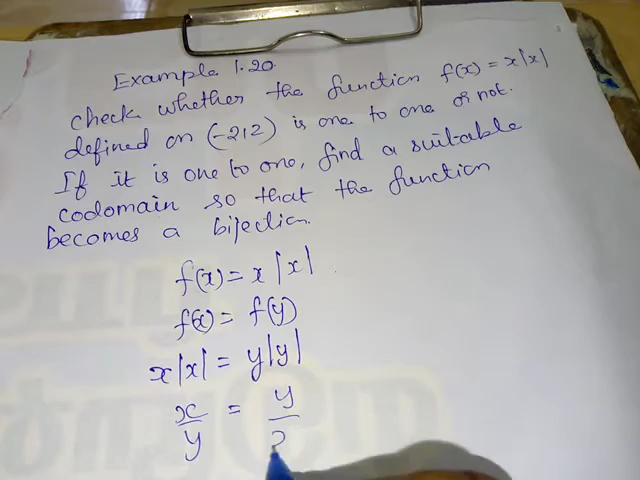 Example 1.20.
check whether the function f(x) = x|x|
defined on (-2,2) is one to one or not.
If it is one to one, find a suitable
codomain so that the function
becomes a bijection.
f(x) = x |x|
f(x) = f(y)
x|x| = y|y|
x/y = y/